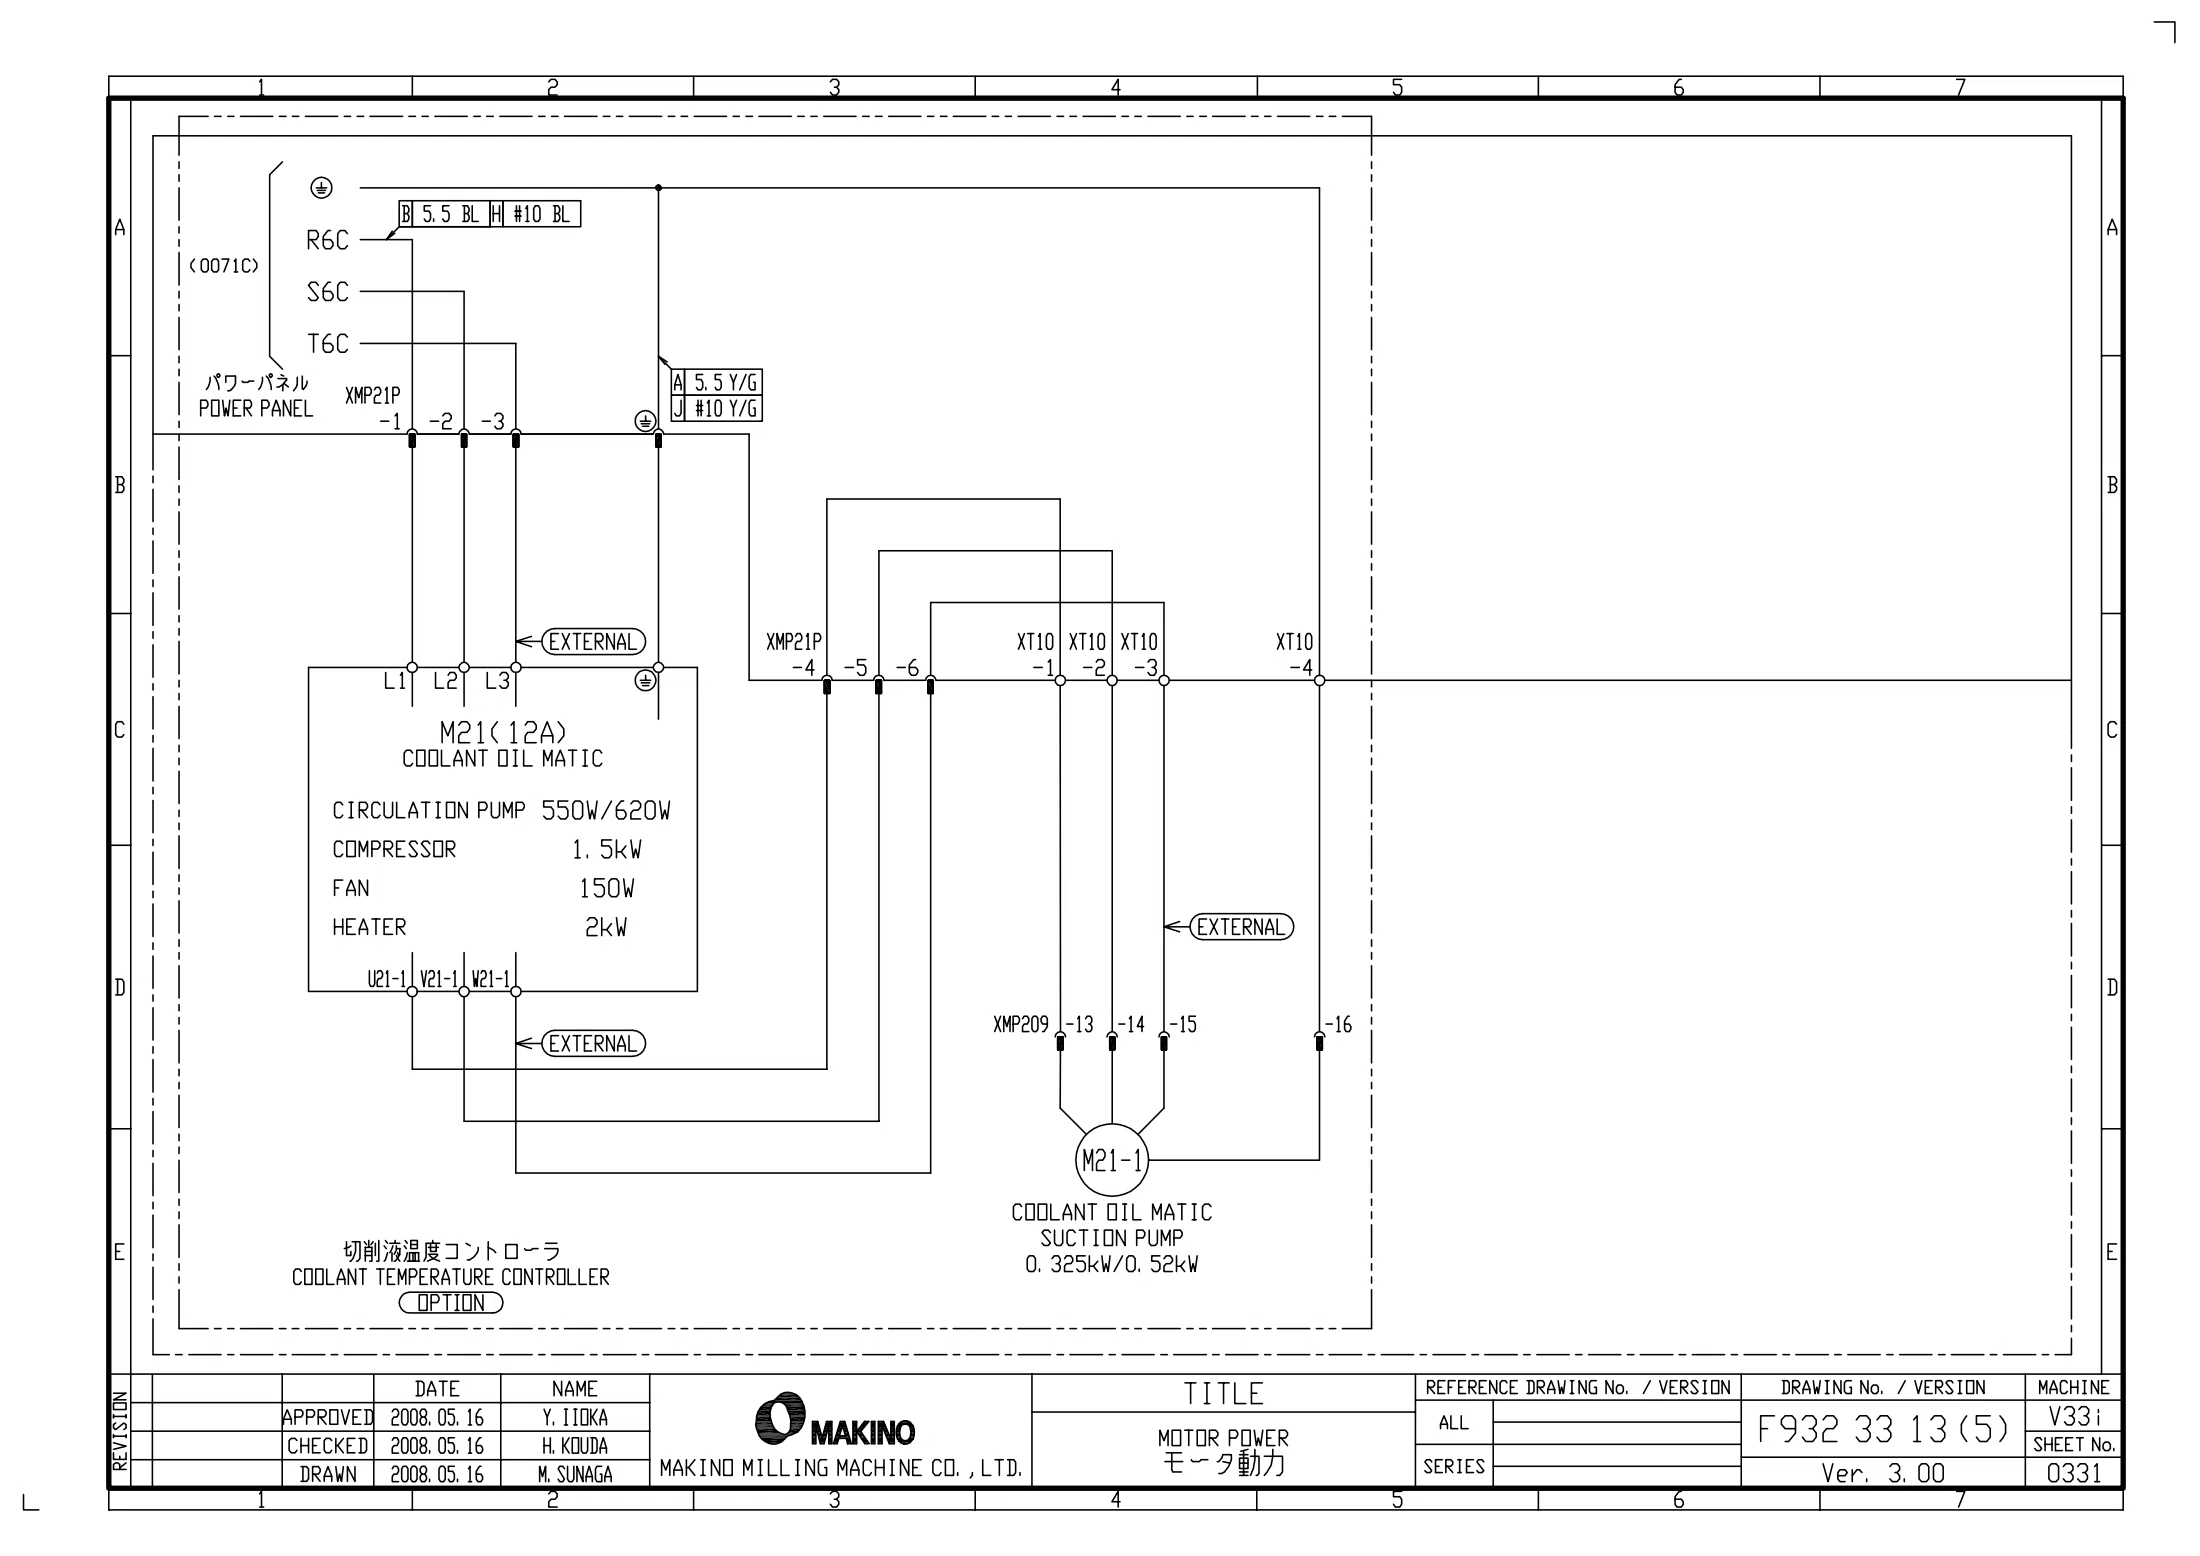 1 2 3 4 5 6 7
A A
B 5.5 BL H #10 BL
R6C
(0071C)
S6C
T6C
パワーパネル
POWER PANEL
XMP21P
-1 -2 -3
A 5.5 Y/G
J #10 Y/G
B B
EXTERNAL
XMP21P XT10 XT10 XT10 XT10
-4 -5 -6 -1 -2 -3 -4
L1 L2 L3
C C
M21(12A)
COOLANT OIL MATIC
CIRCULATION PUMP 550W/620W
COMPRESSOR 1.5kW
FAN 150W
HEATER 2kW
EXTERNAL
U21-1 V21-1 W21-1
D D
XMP209 -13 -14 -15 -16
EXTERNAL
M21-1
COOLANT OIL MATIC
SUCTION PUMP
0.325kW/0.52kW
E E
切削液温度コントローラ
COOLANT TEMPERATURE CONTROLLER
OPTION
REVISION
DATE NAME
APPROVED 2008.05.16 Y.IIOKA
CHECKED 2008.05.16 H.KOUDA
DRAWN 2008.05.16 M.SUNAGA
MAKINO
MAKINO MILLING MACHINE CO.,LTD.
TITLE
MOTOR POWER
モータ動力
REFERENCE DRAWING No. / VERSION
ALL
SERIES
DRAWING No. / VERSION
F932 33 13(5)
Ver. 3.00
MACHINE
V33i
SHEET No.
0331
1 2 3 4 5 6 7